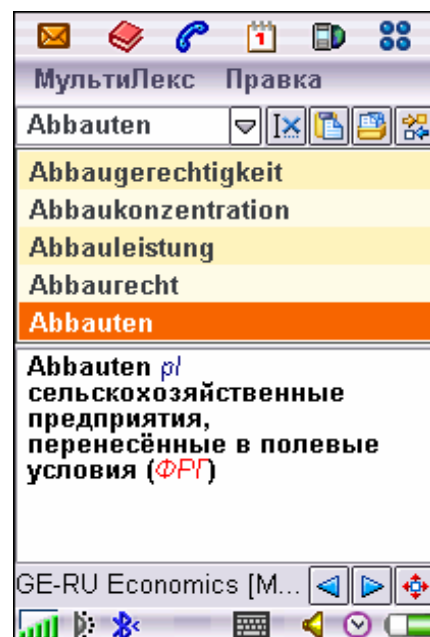 1
МультиЛекс Правка
Abbauten
Abbaugerechtigkeit
Abbaukonzentration
Abbauleistung
Abbaurecht
Abbauten
Abbauten pl
сельскохозяйственные
предприятия,
перенесённые в полевые
условия (ФРГ)
GE-RU Economics [M...